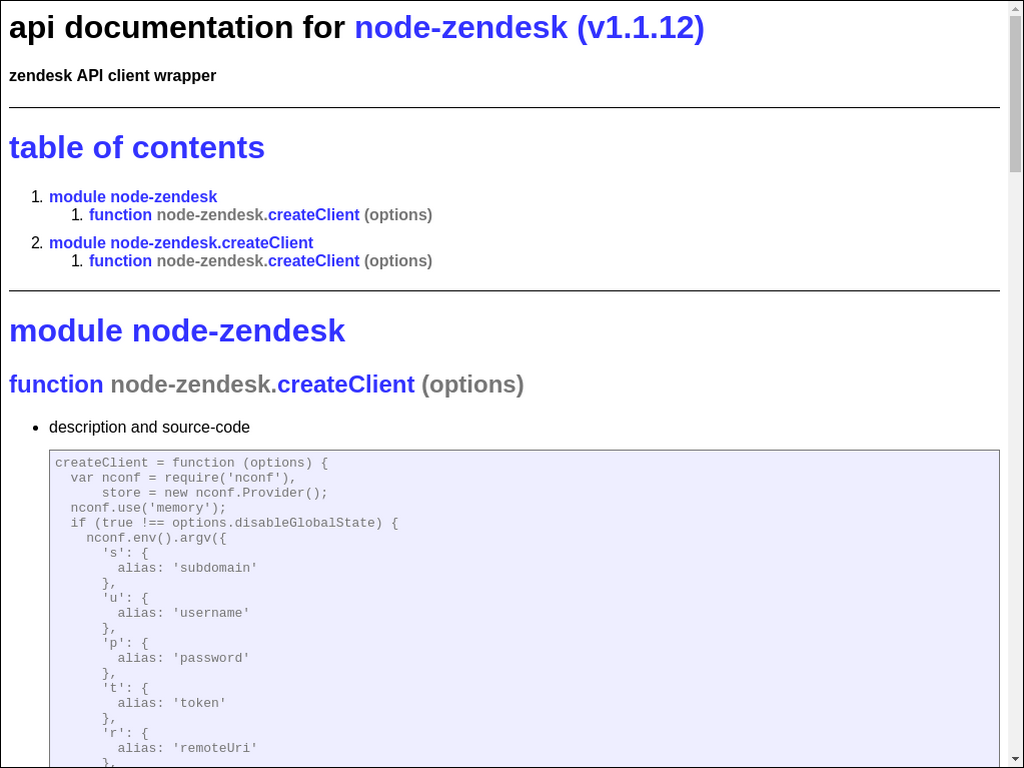 api documentation for node-zendesk (v1.1.12)
zendesk API client wrapper
table of contents
1. module node-zendesk
1. function node-zendesk.createClient (options)
2. module node-zendesk.createClient
1. function node-zendesk.createClient (options)
module node-zendesk
function node-zendesk.createClient (options)
• description and source-code
createClient = function (options) {
  var nconf = require('nconf'),
      store = new nconf.Provider();
  nconf.use('memory');
  if (true !== options.disableGlobalState) {
    nconf.env().argv({
      's': {
        alias: 'subdomain'
      },
      'u': {
        alias: 'username'
      },
      'p': {
        alias: 'password'
      },
      't': {
        alias: 'token'
      },
      'r': {
        alias: 'remoteUri'
      },